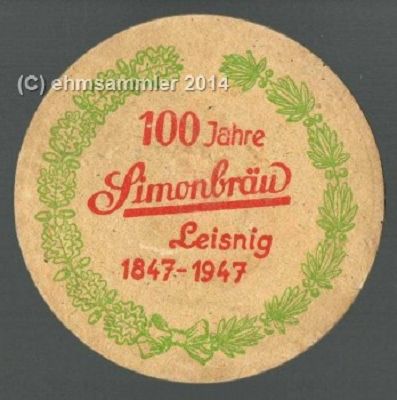 (C) ehmsammler 2014
100 Jahre
Simonbräu
Leisnig
1847-1947